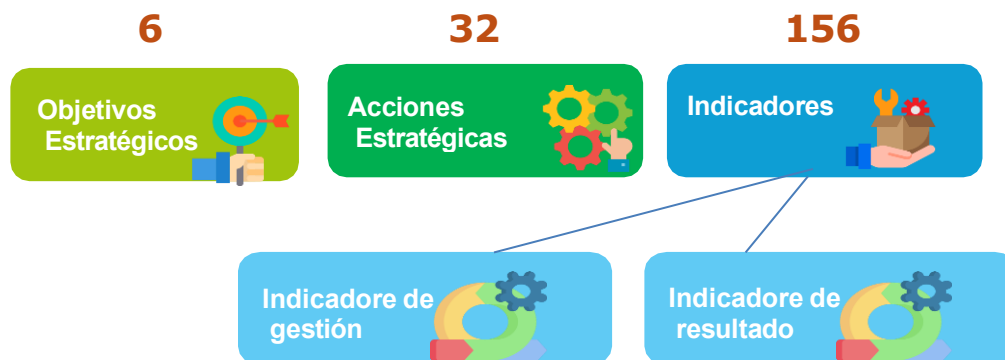 6
32
156
Objetivos
Estratégicos
Acciones
Estratégicas
Indicadores
Indicadore de
gestión
Indicadore de
resultado